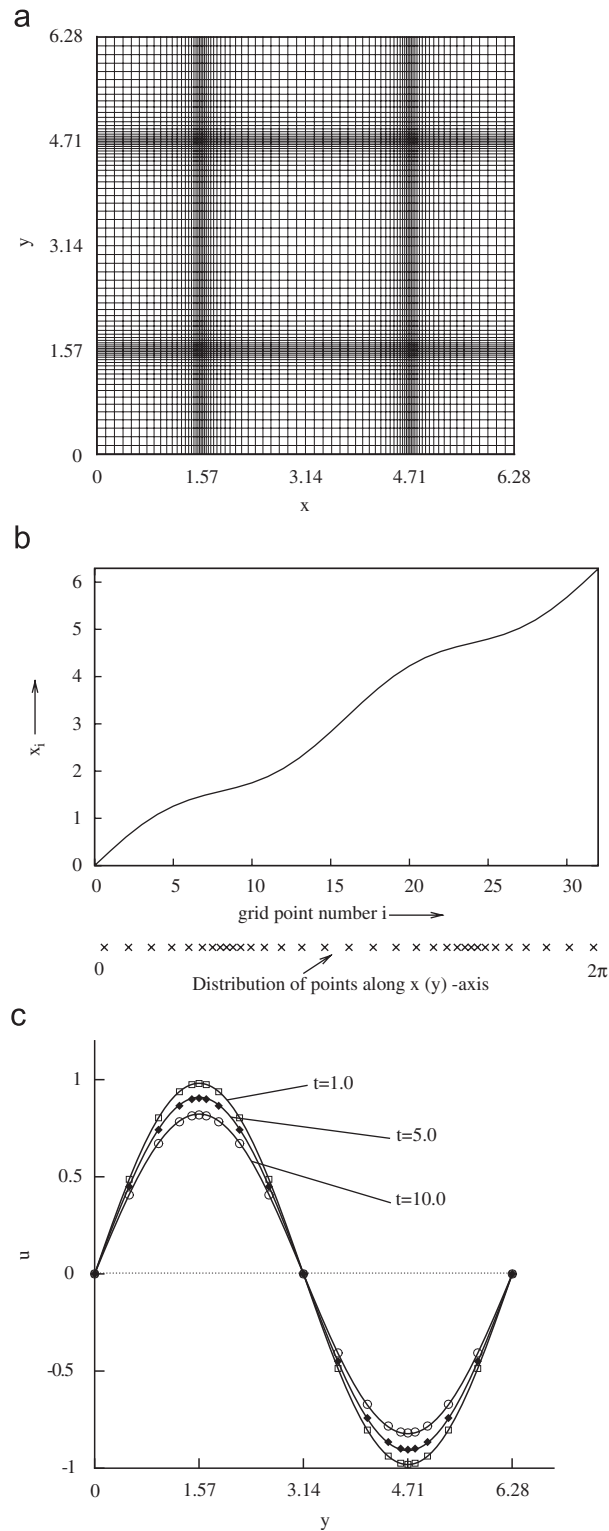 a
6.28
4.71
3.14
1.57
0
y
0 1.57 3.14 4.71 6.28
x
b
6
5
4
3
2
1
0
xi
0 5 10 15 20 25 30
grid point number i
0 2π
Distribution of points along x (y) -axis
c
1
0.5
0
-0.5
-1
u
t=1.0
t=5.0
t=10.0
0 1.57 3.14 4.71 6.28
y